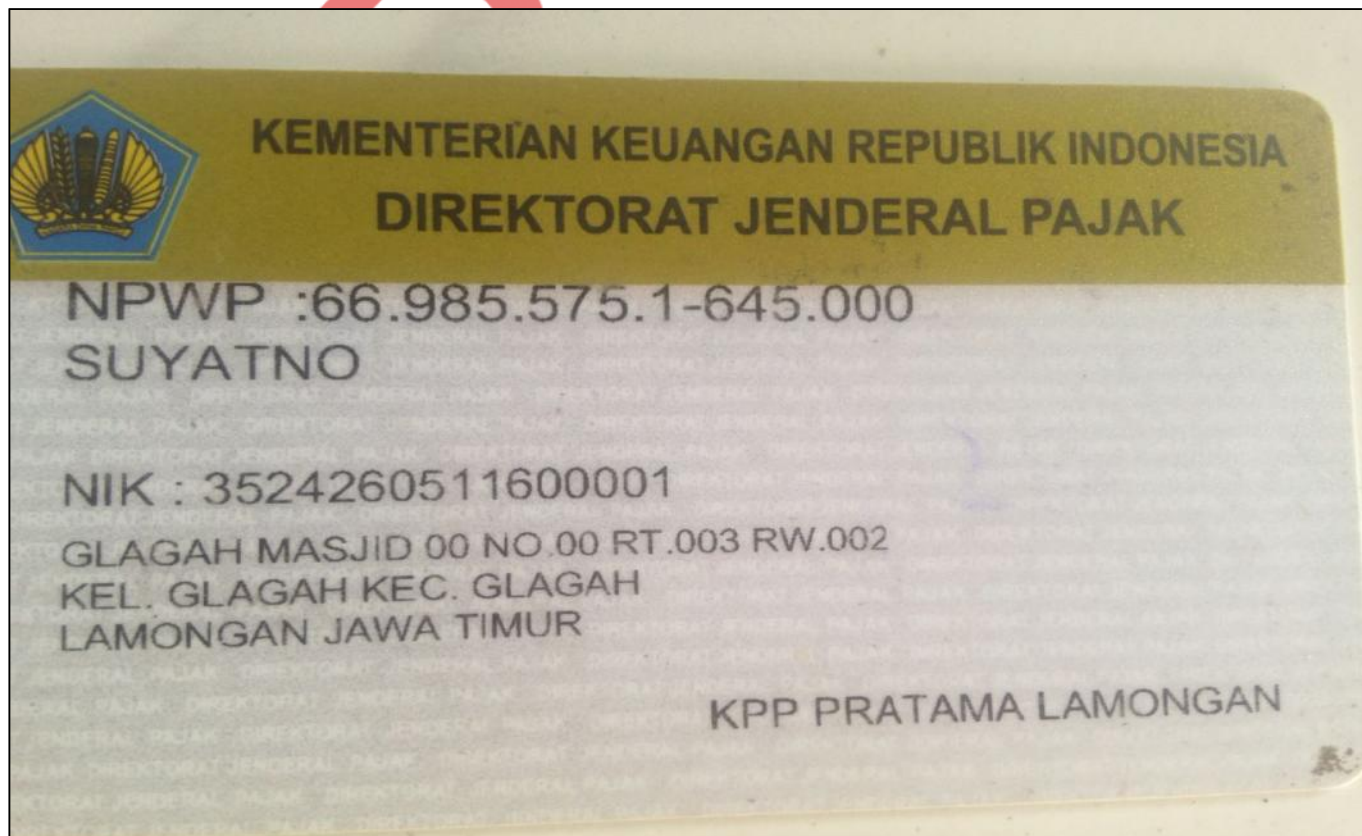 KEMENTERIAN KEUANGAN REPUBLIK INDONESIA
DIREKTORAT JENDERAL PAJAK
NPWP :66.985.575.1-645.000
SUYATNO
NIK : 3524260511600001
GLAGAH MASJID 00 NO.00 RT.003 RW.002
KEL. GLAGAH KEC. GLAGAH
LAMONGAN JAWA TIMUR
KPP PRATAMA LAMONGAN